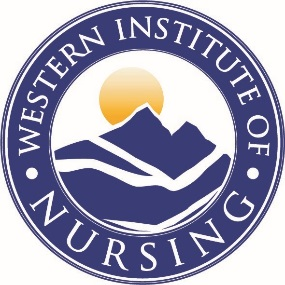 · WESTERN INSTITUTE OF ·
NURSING